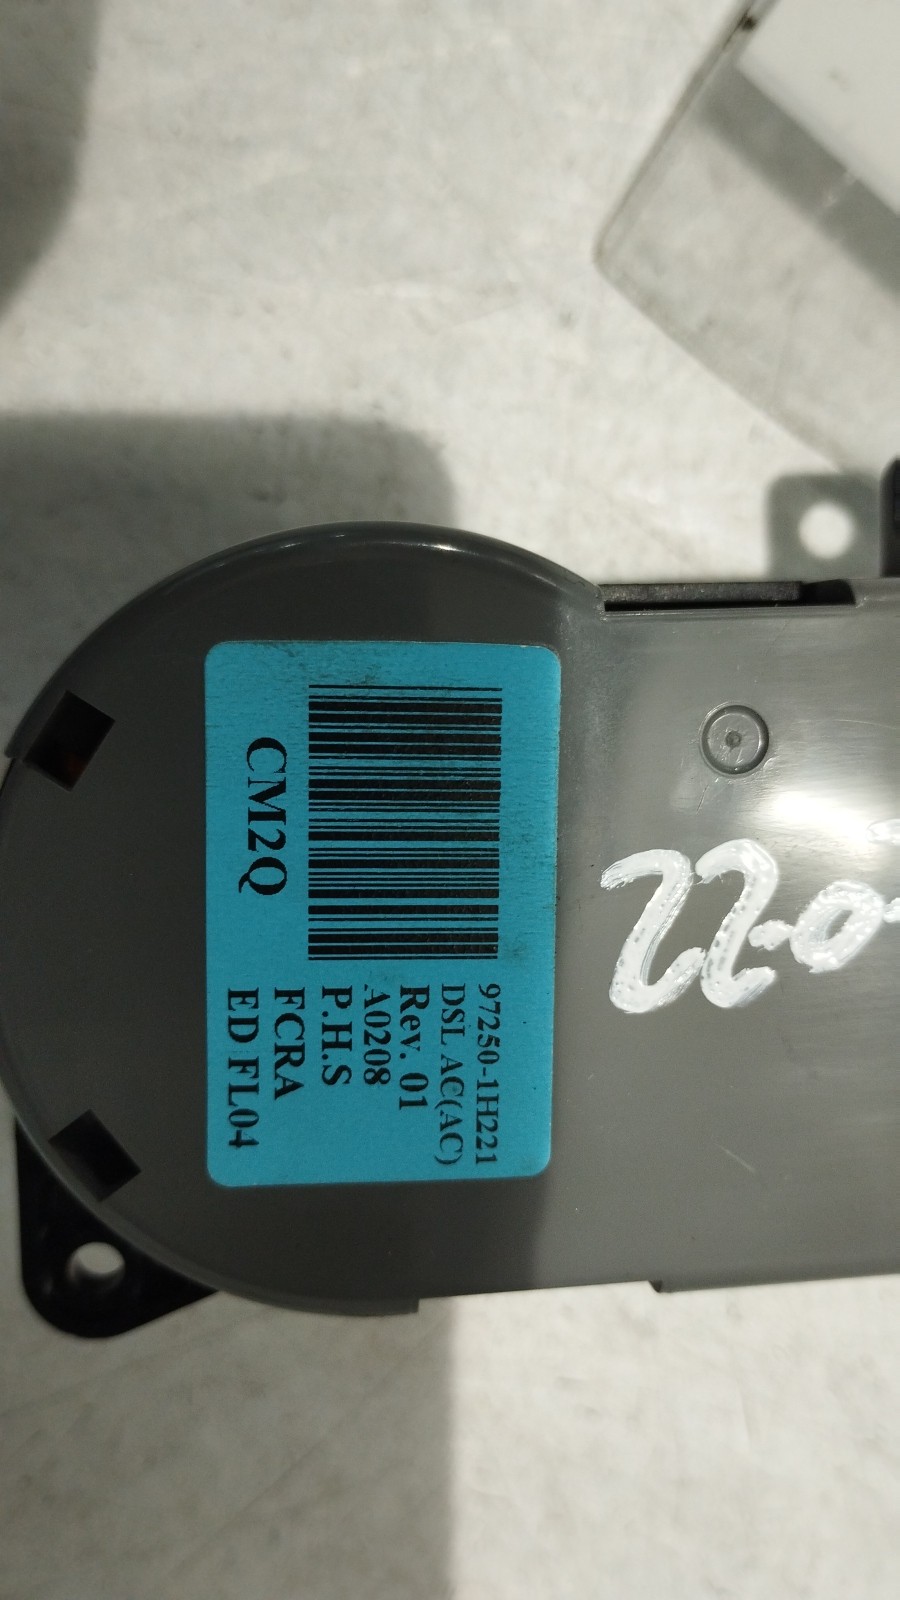 97250-1H221
DSL AC(AC)
Rev. 01
A0208
P.H.S
FCRA
ED FL04
CM2Q
-0-22